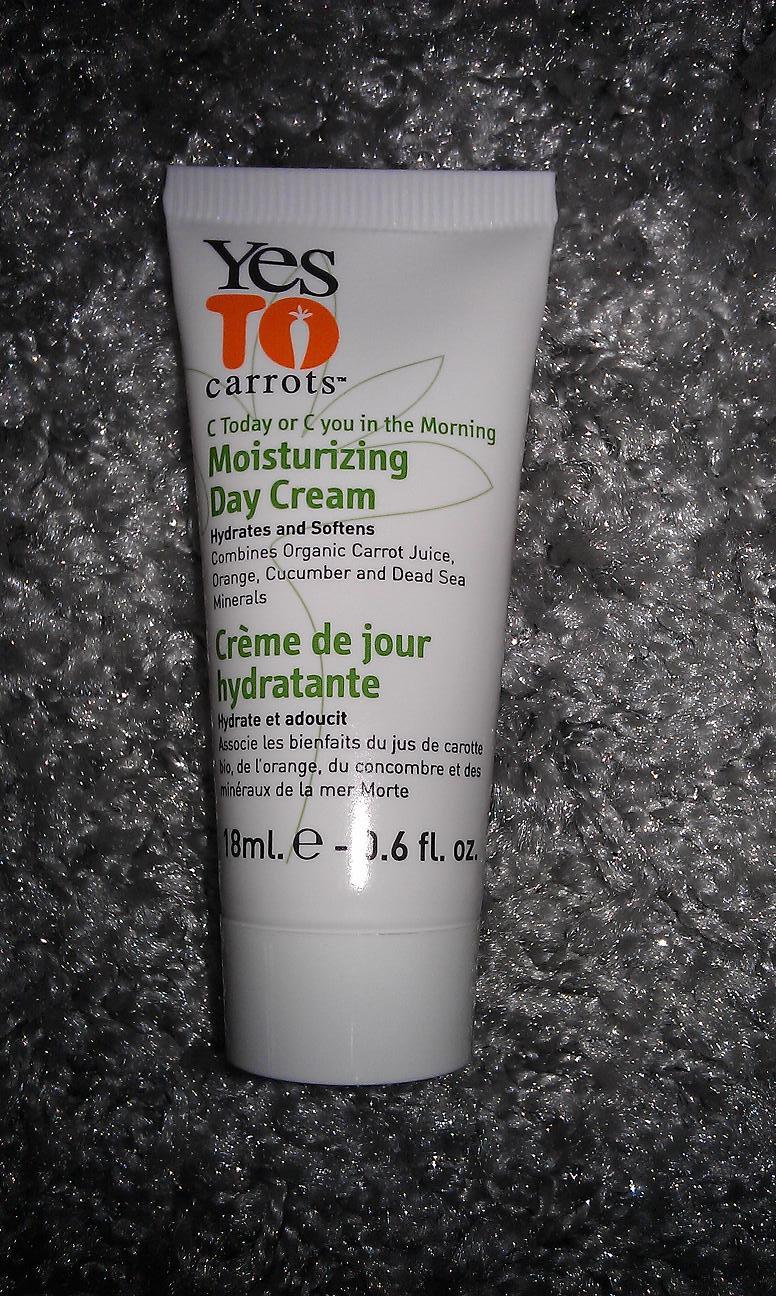 Yes
TO
carrots™
C Today or C you in the Morning
Moisturizing
Day Cream
Hydrates and Softens
Combines Organic Carrot Juice,
Orange, Cucumber and Dead Sea
Minerals
Crème de jour
hydratante
Hydrate et adoucit
Associe les bienfaits du jus de carotte
bio, de l'orange, du concombre et des
minéraux de la mer Morte
18ml. ℮ - 0.6 fl. oz.